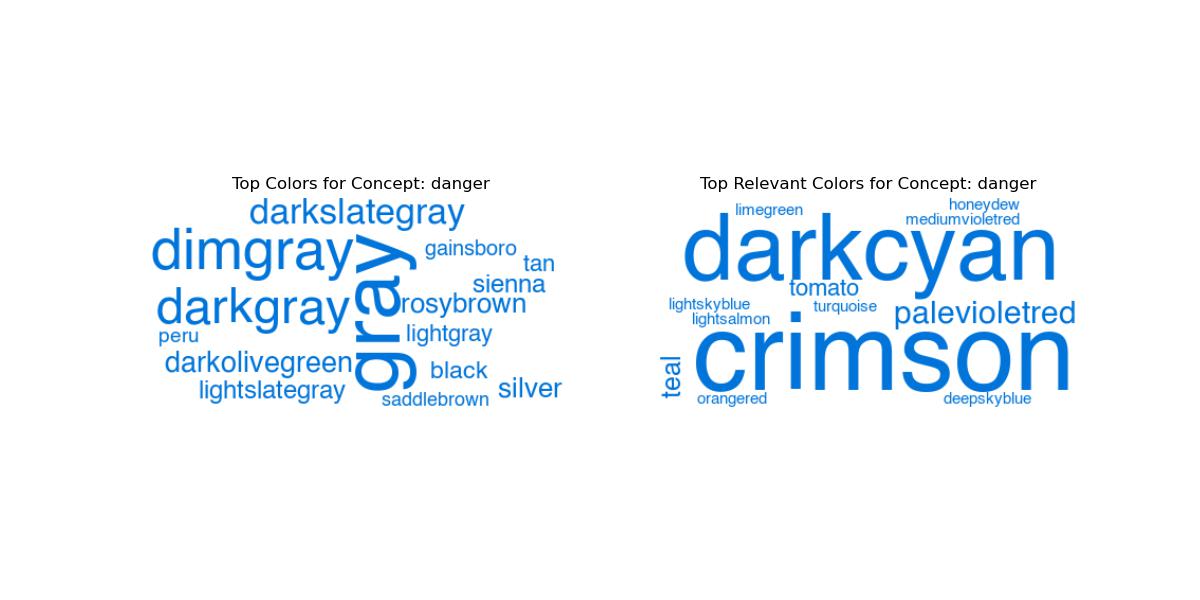 Top Colors for Concept: danger
darkslategray
dimgray
gray
gainsboro
tan
sienna
darkgray
rosybrown
peru
lightgray
darkolivegreen
black
lightslategray
silver
saddlebrown
Top Relevant Colors for Concept: danger
limegreen
honeydew
mediumvioletred
darkcyan
tomato
lightskyblue
turquoise
palevioletred
lightsalmon
crimson
teal
orangered
deepskyblue